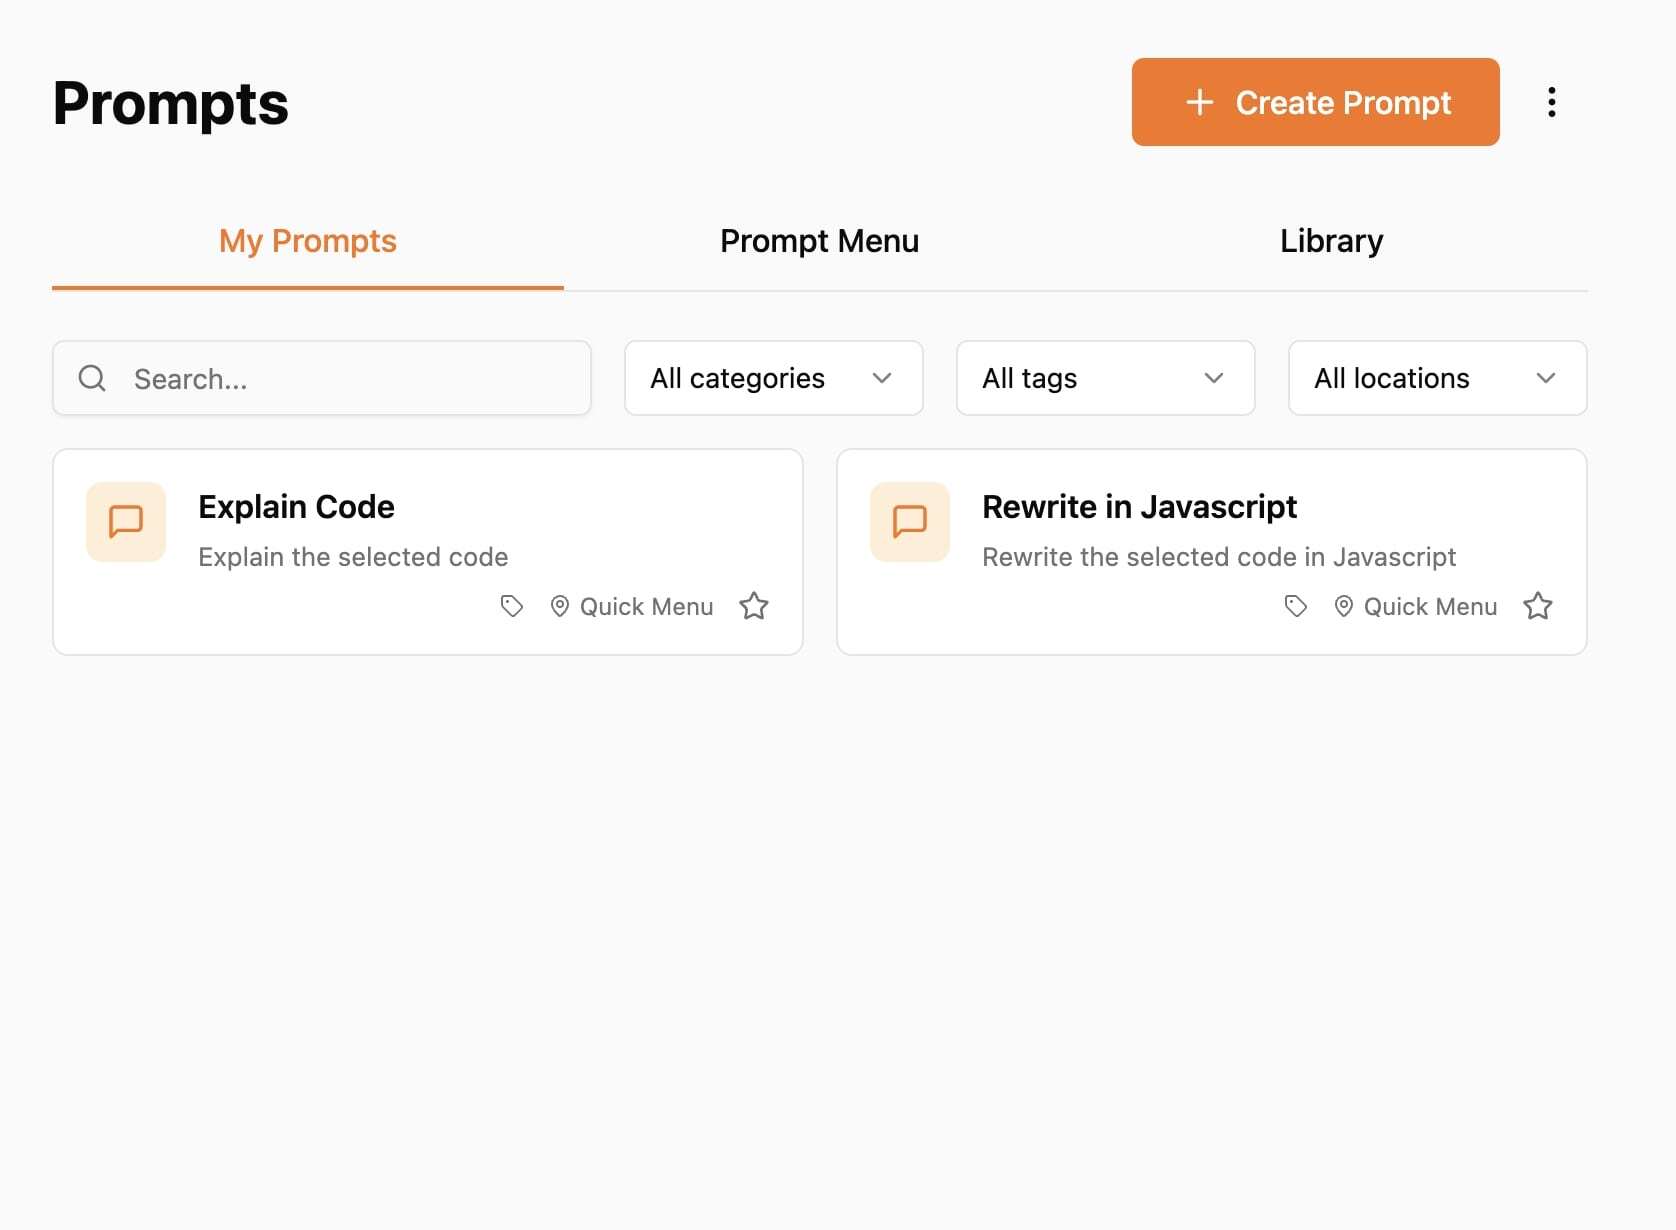 Prompts
Create Prompt
My Prompts
Prompt Menu
Library
Search...
All categories
All tags
All locations
Explain Code
Explain the selected code
Quick Menu
Rewrite in Javascript
Rewrite the selected code in Javascript
Quick Menu